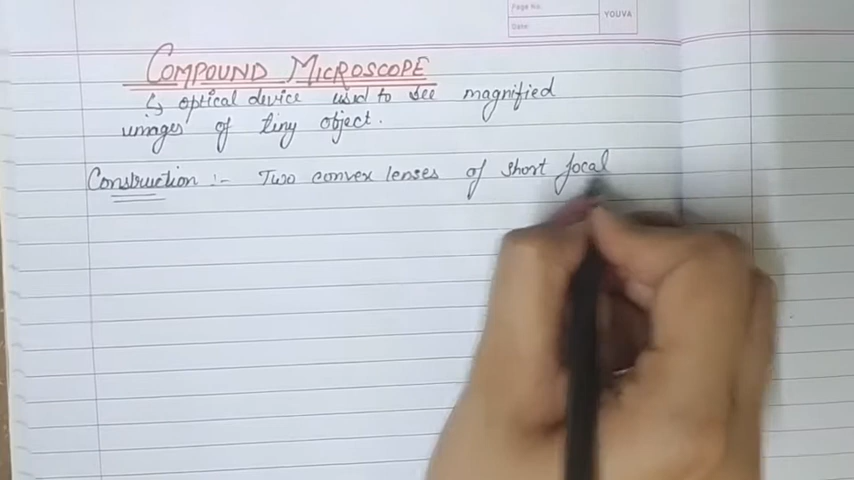 Page No.
Date:
YOUVA
COMPOUND MICROSCOPE
↳ optical device used to see magnified
images of tiny object.
Construction :- Two convex lenses of short focal